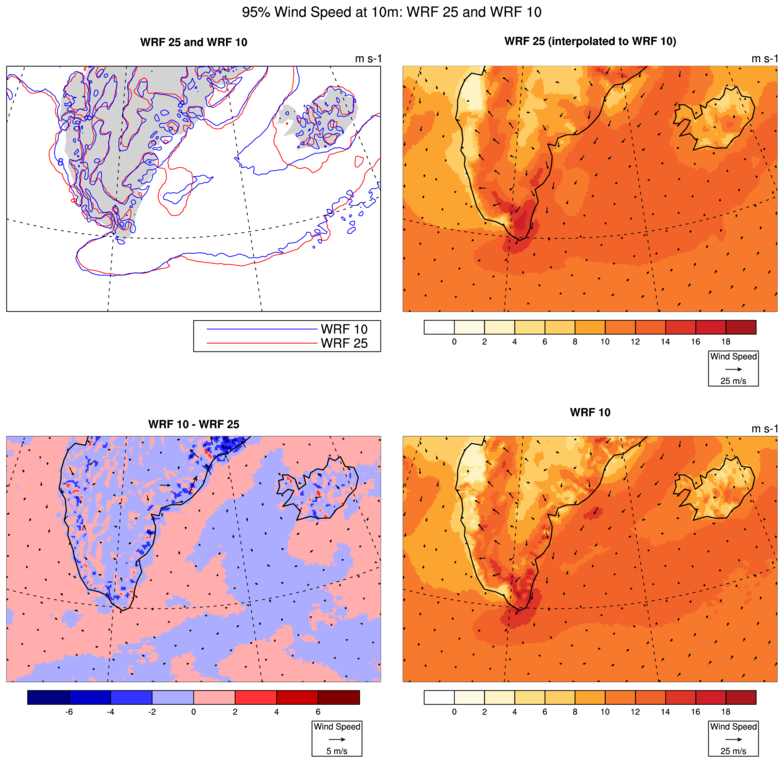 95% Wind Speed at 10m: WRF 25 and WRF 10
WRF 25 and WRF 10
m s-1
WRF 10
WRF 25
WRF 25 (interpolated to WRF 10)
m s-1
0 2 4 6 8 10 12 14 16 18
Wind Speed
25 m/s
WRF 10 - WRF 25
-6 -4 -2 0 2 4 6
Wind Speed
5 m/s
WRF 10
m s-1
0 2 4 6 8 10 12 14 16 18
Wind Speed
25 m/s